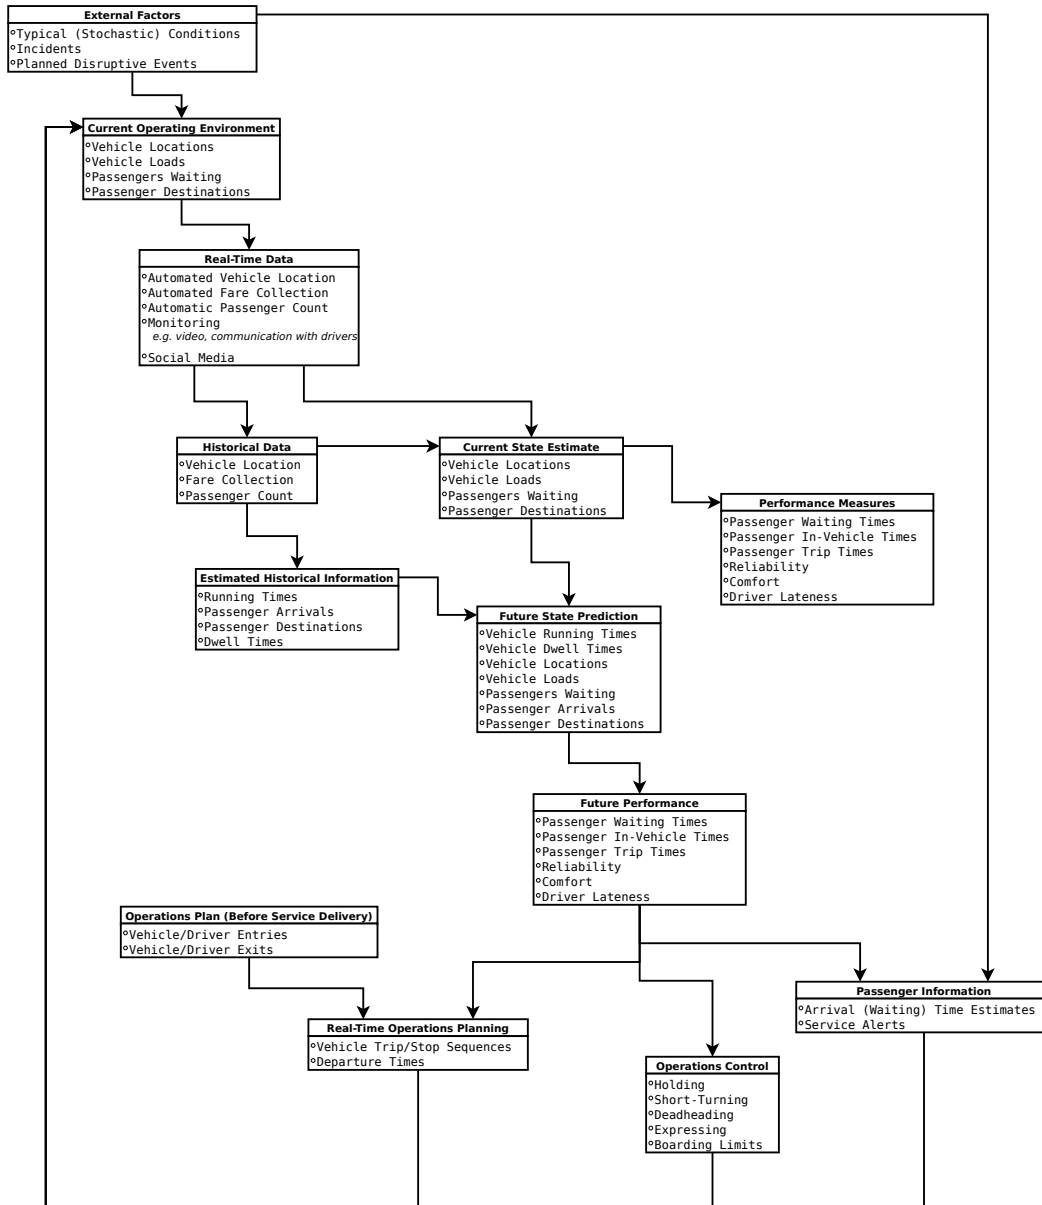 External Factors
Typical (Stochastic) Conditions
Incidents
Planned Disruptive Events
Current Operating Environment
Vehicle Locations
Vehicle Loads
Passengers Waiting
Passenger Destinations
Real-Time Data
Automated Vehicle Location
Automated Fare Collection
Automatic Passenger Count
Monitoring
e.g. video, communication with drivers
Social Media
Historical Data
Vehicle Location
Fare Collection
Passenger Count
Current State Estimate
Vehicle Locations
Vehicle Loads
Passengers Waiting
Passenger Destinations
Performance Measures
Passenger Waiting Times
Passenger In-Vehicle Times
Passenger Trip Times
Reliability
Comfort
Driver Lateness
Estimated Historical Information
Running Times
Passenger Arrivals
Passenger Destinations
Dwell Times
Future State Prediction
Vehicle Running Times
Vehicle Dwell Times
Vehicle Locations
Vehicle Loads
Passengers Waiting
Passenger Arrivals
Passenger Destinations
Future Performance
Passenger Waiting Times
Passenger In-Vehicle Times
Passenger Trip Times
Reliability
Comfort
Driver Lateness
Operations Plan (Before Service Delivery)
Vehicle/Driver Entries
Vehicle/Driver Exits
Passenger Information
Arrival (Waiting) Time Estimates
Service Alerts
Real-Time Operations Planning
Vehicle Trip/Stop Sequences
Departure Times
Operations Control
Holding
Short-Turning
Deadheading
Expressing
Boarding Limits